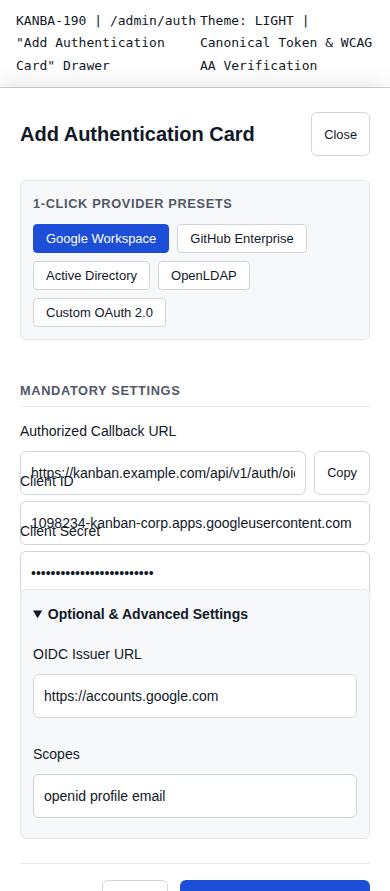 KANBA-190 | /admin/auth Theme: LIGHT |
"Add Authentication Canonical Token & WCAG
Card" Drawer AA Verification
Add Authentication Card Close
1-CLICK PROVIDER PRESETS
Google Workspace GitHub Enterprise
Active Directory OpenLDAP
Custom OAuth 2.0
MANDATORY SETTINGS
Authorized Callback URL
https://kanban.example.com/api/v1/auth/oid Copy
Client ID
1098234-kanban-corp.apps.googleusercontent.com
Client Secret
•••••••••••••••••••••••••
▼ Optional & Advanced Settings
OIDC Issuer URL
https://accounts.google.com
Scopes
openid profile email